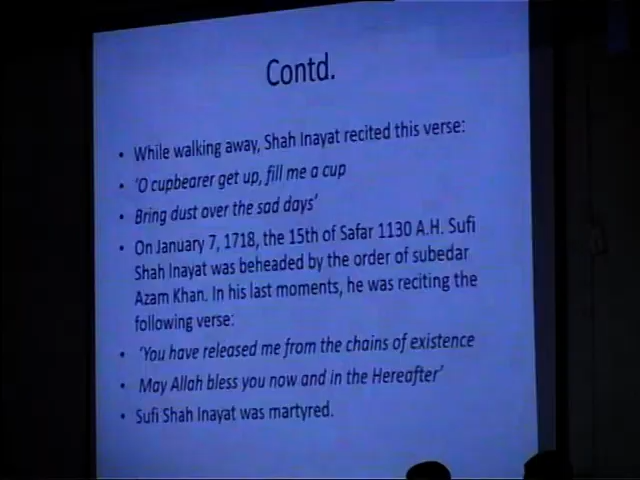 Contd.
• While walking away, Shah Inayat recited this verse:
• 'O cupbearer get up, fill me a cup
• Bring dust over the sad days'
• On January 7, 1718, the 15th of Safar 1130 A.H. Sufi
Shah Inayat was beheaded by the order of subedar
Azam Khan. In his last moments, he was reciting the
following verse:
• 'You have released me from the chains of existence
• May Allah bless you now and in the Hereafter'
• Sufi Shah Inayat was martyred.